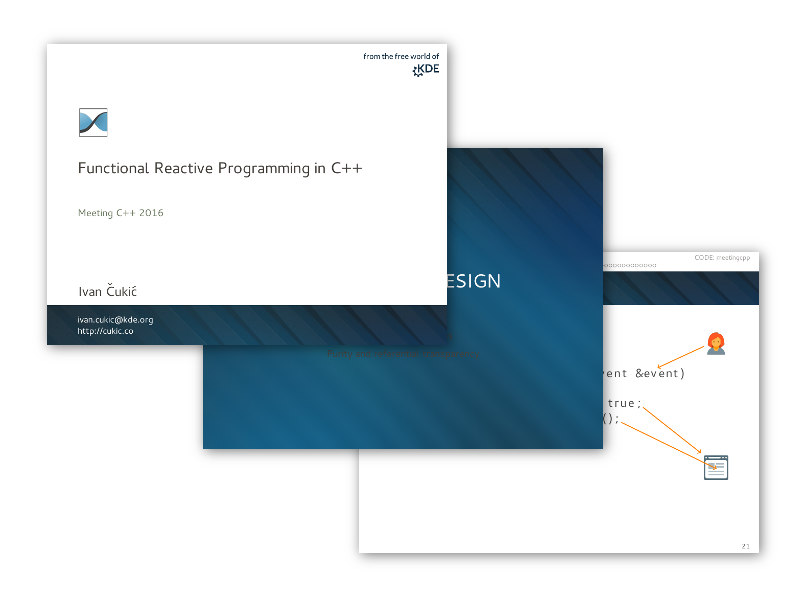 from the free world of
KDE
Functional Reactive Programming in C++
Meeting C++ 2016
Ivan Čukić
ivan.cukic@kde.org
http://cukic.co
ESIGN
CODE: meetingcpp
vent &event)
true;
();
21